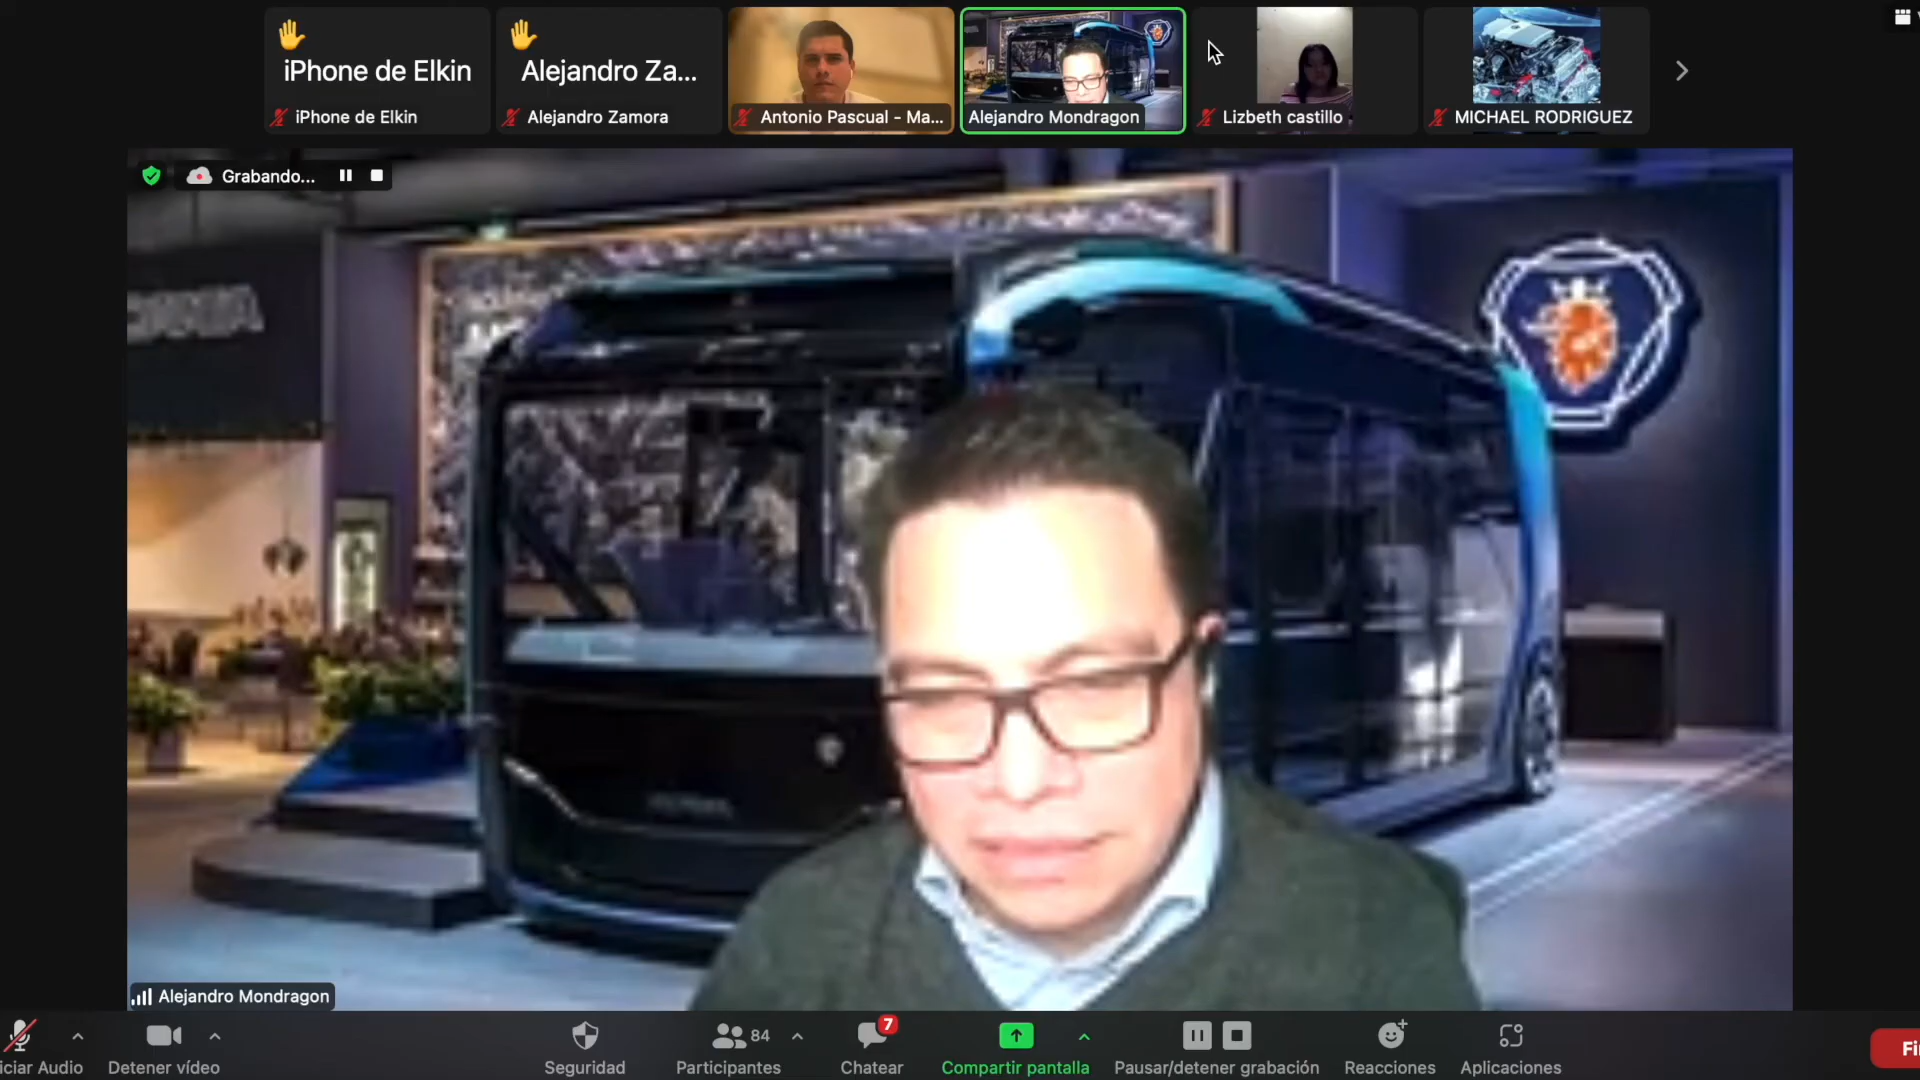 iPhone de Elkin
Alejandro Za...
iPhone de Elkin
Alejandro Zamora
Antonio Pascual - Ma...
Alejandro Mondragon
Lizbeth castillo
MICHAEL RODRIGUEZ
Grabando...
Alejandro Mondragon
84
7
iciar Audio
Detener vídeo
Seguridad
Participantes
Chatear
Compartir pantalla
Pausar/detener grabación
Reacciones
Aplicaciones
Fi